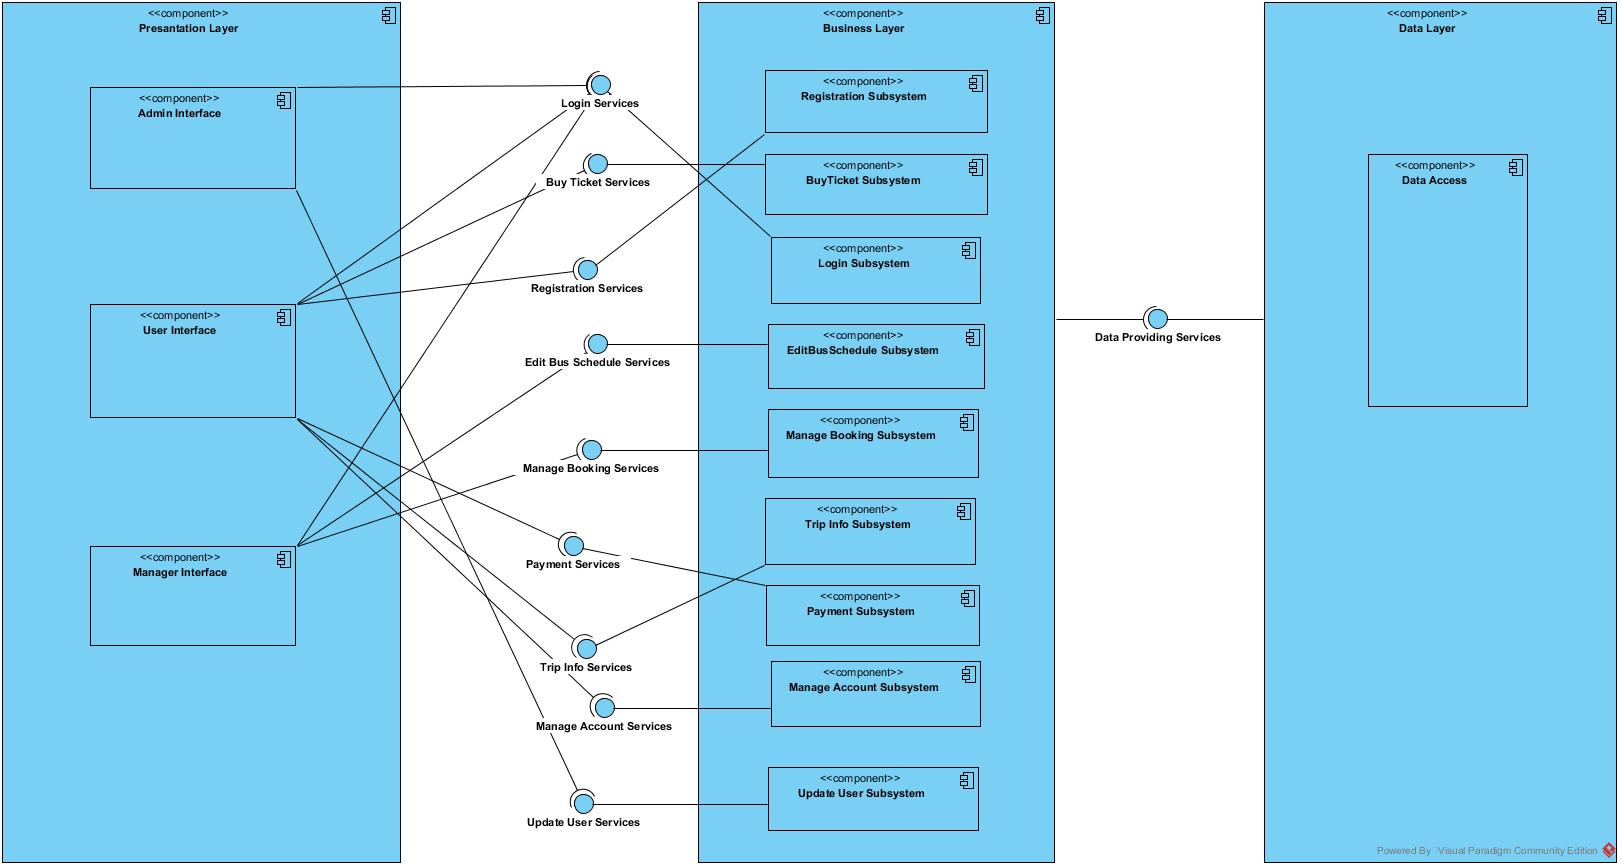 <<component>>
Presantation Layer
<<component>>
Admin Interface
<<component>>
User Interface
<<component>>
Manager Interface
Login Services
Buy Ticket Services
Registration Services
Edit Bus Schedule Services
Manage Booking Services
Payment Services
Trip Info Services
Manage Account Services
Update User Services
<<component>>
Business Layer
<<component>>
Registration Subsystem
<<component>>
BuyTicket Subsystem
<<component>>
Login Subsystem
<<component>>
EditBusSchedule Subsystem
<<component>>
Manage Booking Subsystem
<<component>>
Trip Info Subsystem
<<component>>
Payment Subsystem
<<component>>
Manage Account Subsystem
<<component>>
Update User Subsystem
Data Providing Services
<<component>>
Data Layer
<<component>>
Data Access
Powered By Visual Paradigm Community Edition